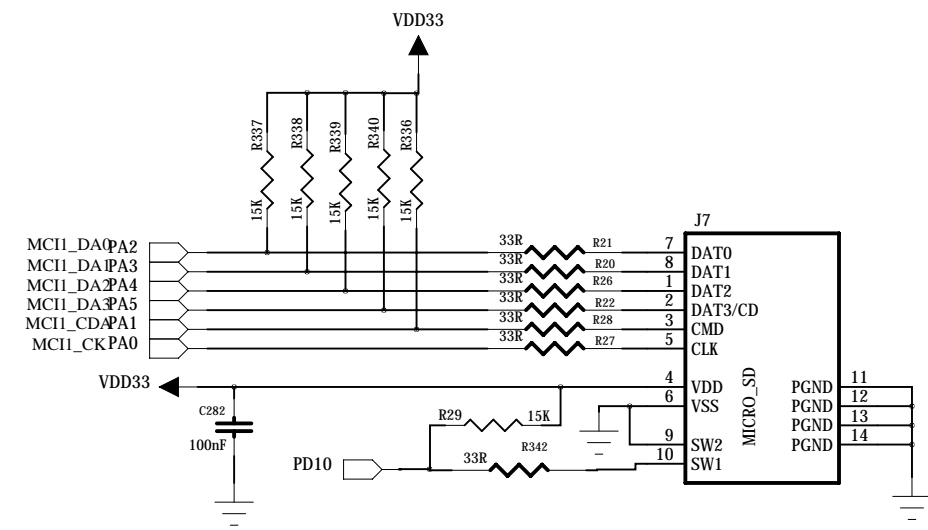 VDD33
R337
R338
R339
R340
R336
15K
15K
15K
15K
15K
J7
MCI1_DA0 PA2
33R
R21
7
DAT0
MCI1_DA1 PA3
33R
R20
8
DAT1
MCI1_DA2 PA4
33R
R26
1
DAT2
MCI1_DA3 PA5
33R
R22
2
DAT3/CD
MCI1_CDA PA1
33R
R28
3
CMD
MCI1_CK PA0
33R
R27
5
CLK
VDD33
4
VDD
PGND
11
6
VSS
PGND
12
PGND
13
9
SW2
PGND
14
10
SW1
MICRO_SD
C282
100nF
R29
15K
PD10
33R
R342